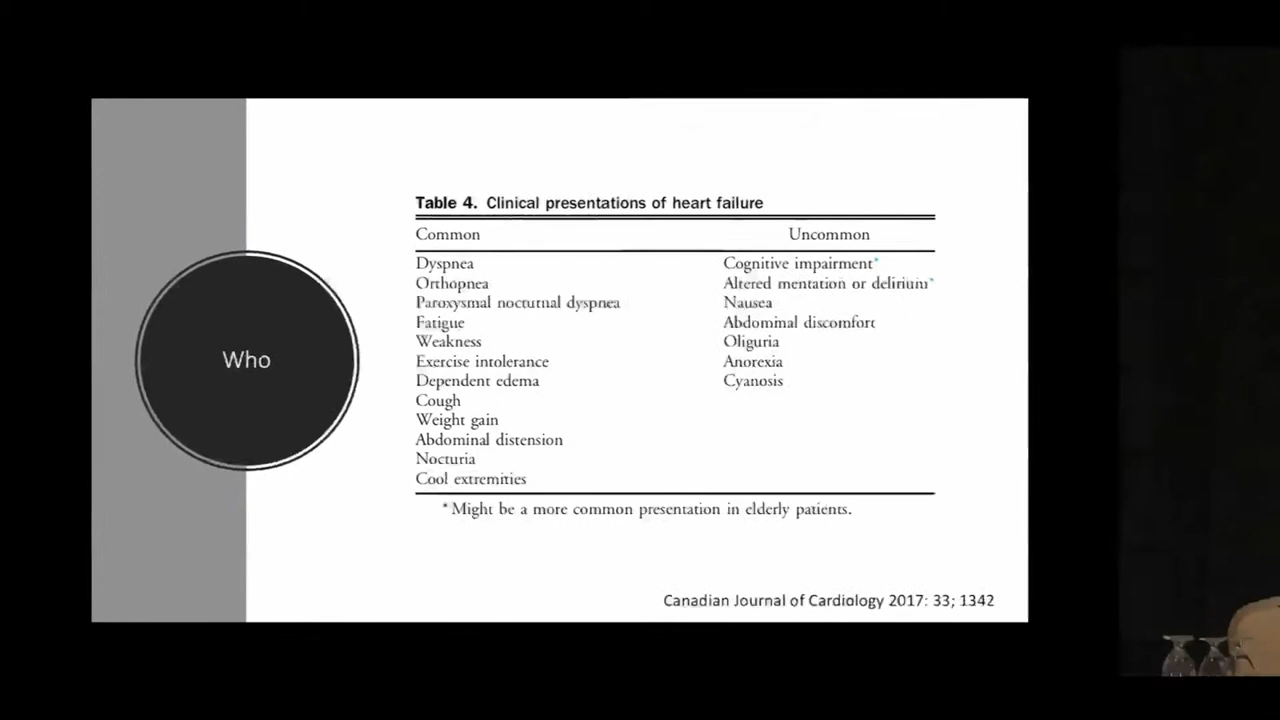 Who
Table 4. Clinical presentations of heart failure
Common Uncommon
Dyspnea Cognitive impairment*
Orthopnea Altered mentation or delirium*
Paroxysmal nocturnal dyspnea Nausea
Fatigue Abdominal discomfort
Weakness Oliguria
Exercise intolerance Anorexia
Dependent edema Cyanosis
Cough
Weight gain
Abdominal distension
Nocturia
Cool extremities
*Might be a more common presentation in elderly patients.
Canadian Journal of Cardiology 2017: 33; 1342